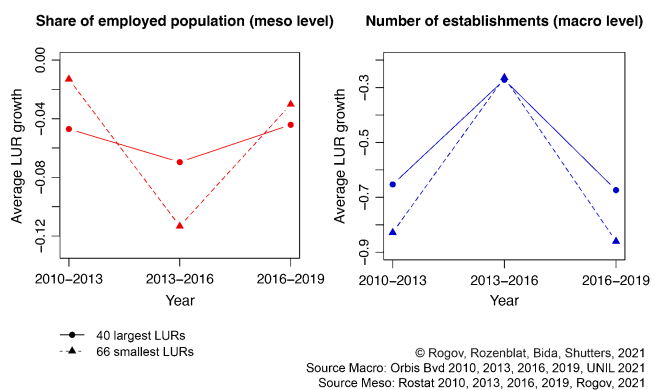 Share of employed population (meso level)
Number of establishments (macro level)
Average LUR growth
0.00
−0.04
−0.08
−0.12
2010−2013
2013−2016
2016−2019
Year
Average LUR growth
−0.3
−0.5
−0.7
−0.9
2010−2013
2013−2016
2016−2019
Year
40 largest LURs
66 smallest LURs
© Rogov, Rozenblat, Bida, Shutters, 2021
Source Macro: Orbis Bvd 2010, 2013, 2016, 2019, UNIL 2021
Source Meso: Rostat 2010, 2013, 2016, 2019, Rogov, 2021